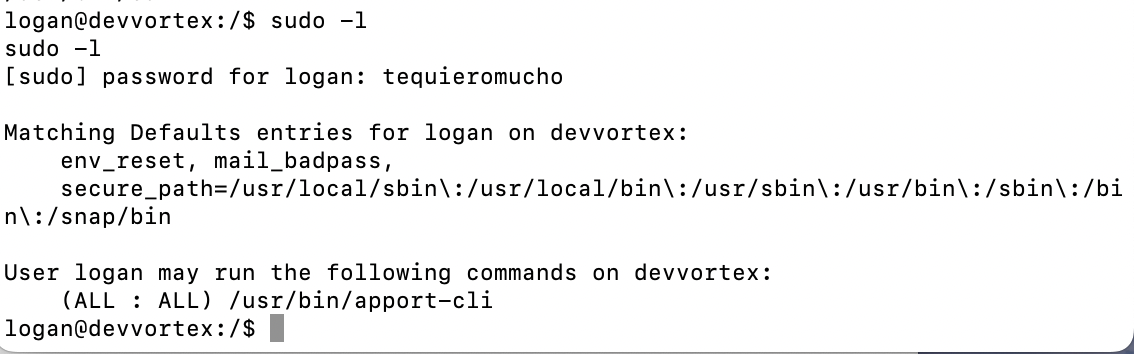 logan@devvortex:/$ sudo -l
sudo -l
[sudo] password for logan: tequieromucho
Matching Defaults entries for logan on devvortex:
    env_reset, mail_badpass,
    secure_path=/usr/local/sbin\:/usr/local/bin\:/usr/sbin\:/usr/bin\:/sbin\:/bi
n\:/snap/bin
User logan may run the following commands on devvortex:
    (ALL : ALL) /usr/bin/apport-cli
logan@devvortex:/$